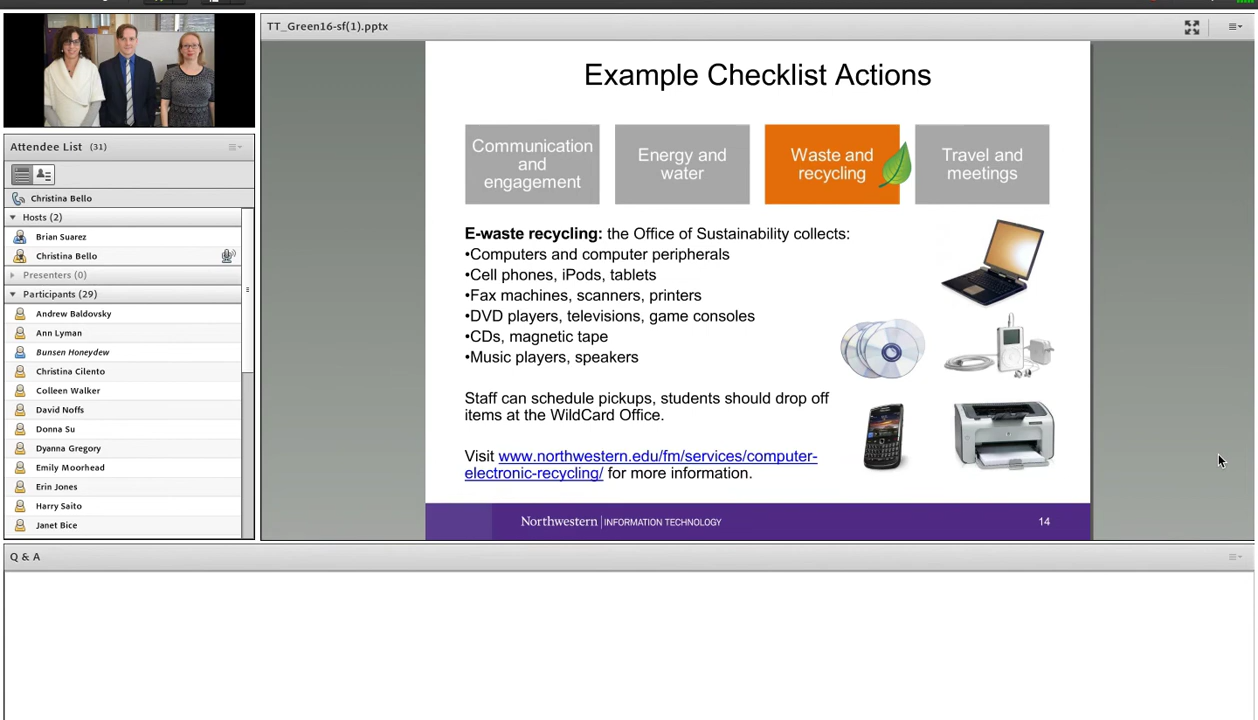 TT_Green16-sf(1).pptx
Attendee List (31)
Christina Bello
Hosts (2)
Brian Suarez
Christina Bello
Presenters (0)
Participants (29)
Andrew Baldovsky
Ann Lyman
Bunsen Honeydew
Christina Cilento
Colleen Walker
David Noffs
Donna Su
Dyanna Gregory
Emily Moorhead
Erin Jones
Harry Saito
Janet Bice
Example Checklist Actions
Communication
and
engagement
Energy and
water
Waste and
recycling
Travel and
meetings
E-waste recycling: the Office of Sustainability collects:
•Computers and computer peripherals
•Cell phones, iPods, tablets
•Fax machines, scanners, printers
•DVD players, televisions, game consoles
•CDs, magnetic tape
•Music players, speakers
Staff can schedule pickups, students should drop off
items at the WildCard Office.
Visit www.northwestern.edu/fm/services/computer-
electronic-recycling/ for more information.
Northwestern | INFORMATION TECHNOLOGY
14
Q & A